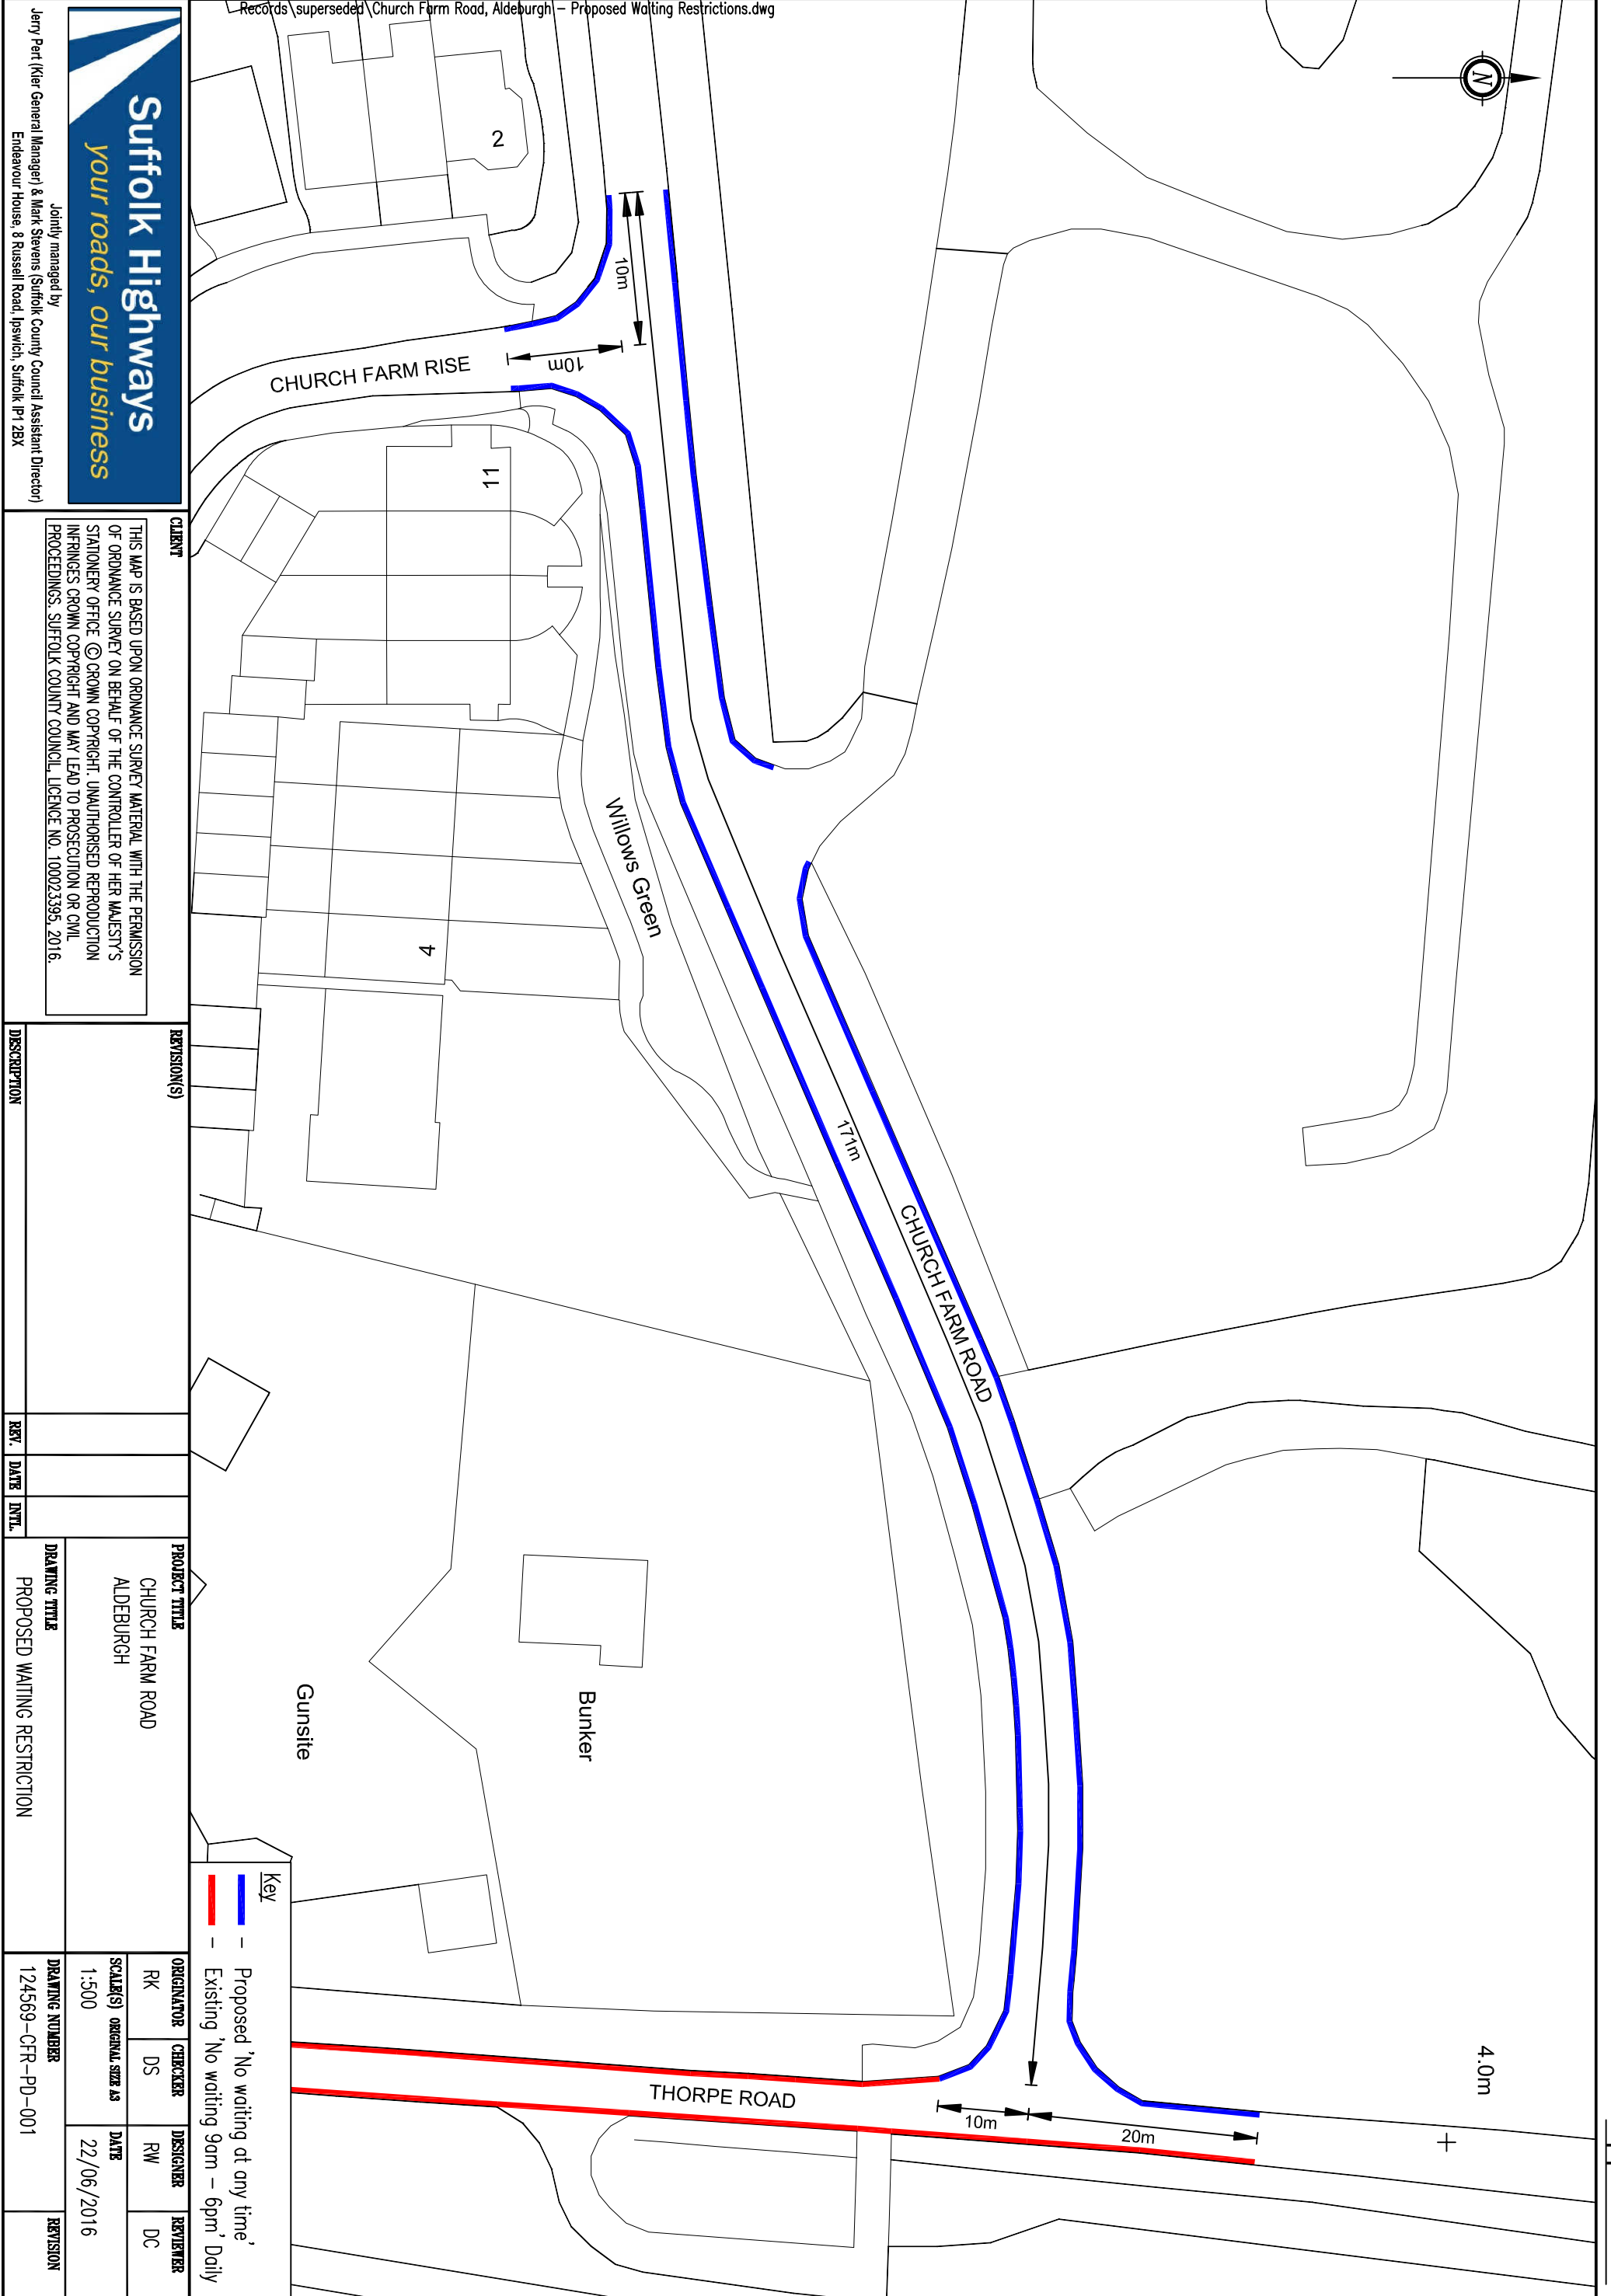 Records\superseded\Church Farm Road, Aldeburgh - Proposed Waiting Restrictions.dwg
N
2
10m
10m
CHURCH FARM RISE
11
Willows Green
4
171m
CHURCH FARM ROAD
Bunker
Gunsite
THORPE ROAD
10m
20m
4.0m
Key
- Proposed 'No waiting at any time'
- Existing 'No waiting 9am - 6pm' Daily
Suffolk Highways
your roads, our business
Jointly managed by
Jerry Pert (Kier General Manager) & Mark Stevens (Suffolk County Council Assistant Director)
Endeavour House, 8 Russell Road, Ipswich, Suffolk IP1 2BX
CLIENT
THIS MAP IS BASED UPON ORDNANCE SURVEY MATERIAL WITH THE PERMISSION
OF ORDNANCE SURVEY ON BEHALF OF THE CONTROLLER OF HER MAJESTY'S
STATIONERY OFFICE © CROWN COPYRIGHT. UNAUTHORISED REPRODUCTION
INFRINGES CROWN COPYRIGHT AND MAY LEAD TO PROSECUTION OR CIVIL
PROCEEDINGS. SUFFOLK COUNTY COUNCIL LICENCE NO. 100023395, 2016.
REVISION(S)
DESCRIPTION
REV.
DATE
INTL.
PROJECT TITLE
CHURCH FARM ROAD
ALDEBURGH
DRAWING TITLE
PROPOSED WAITING RESTRICTION
ORIGINATOR
RK
CHECKER
DS
DESIGNER
RW
REVIEWER
DC
SCALE(S) ORIGINAL SIZE A3
1:500
DATE
22/06/2016
DRAWING NUMBER
124569-CFR-PD-001
REVISION